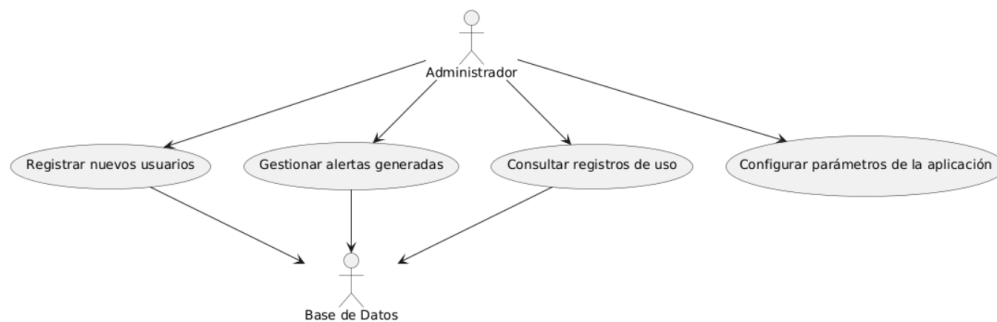 Administrador
Registrar nuevos usuarios
Gestionar alertas generadas
Consultar registros de uso
Configurar parámetros de la aplicación
Base de Datos